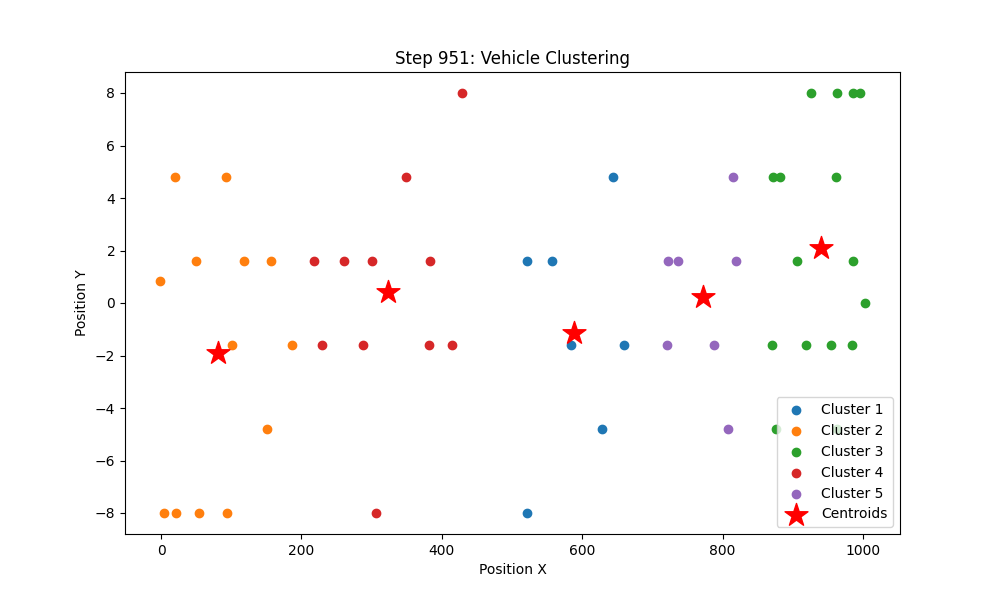 Step 951: Vehicle Clustering
Position Y
8
6
4
2
0
−2
−4
−6
−8
0 200 400 600 800 1000
Position X
Cluster 1
Cluster 2
Cluster 3
Cluster 4
Cluster 5
Centroids